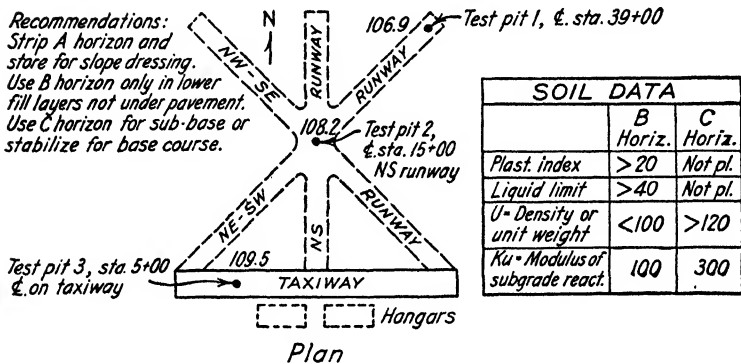 Recommendations:
Strip A horizon and
store for slope dressing.
Use B horizon only in lower
fill layers not under pavement.
Use C horizon for sub-base or
stabilize for base course.
N
NW-SE
RUNWAY
RUNWAY
106.9
Test pit 1, ℄. sta. 39+00
108.2
Test pit 2,
℄. sta. 15+00
NS runway
NE-SW
NS
RUNWAY
Test pit 3, sta. 5+00
℄. on taxiway
109.5
TAXIWAY
Hangars
Plan
SOIL DATA
B Horiz. C Horiz.
Plast. index >20 Not pl.
Liquid limit >40 Not pl.
U= Density or
unit weight <100 >120
Ku = Modulus of
subgrade react. 100 300